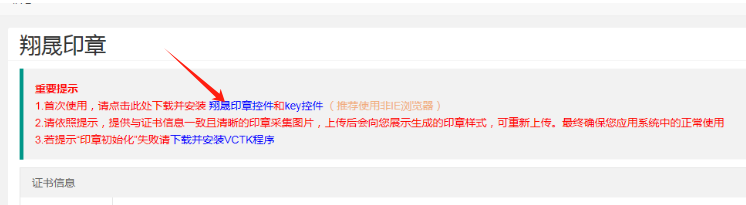 翔晟印章
重要提示
1.首次使用，请点击此处下载并安装 翔晟印章控件和key控件（推荐使用非IE浏览器）
2.请依照提示，提供与证书信息一致且清晰的印章采集图片，上传后会向您展示生成的印章样式，可重新上传。最终确保您应用系统中的正常使用
3.若提示“印章初始化”失败请下载并安装VCTK程序
证书信息